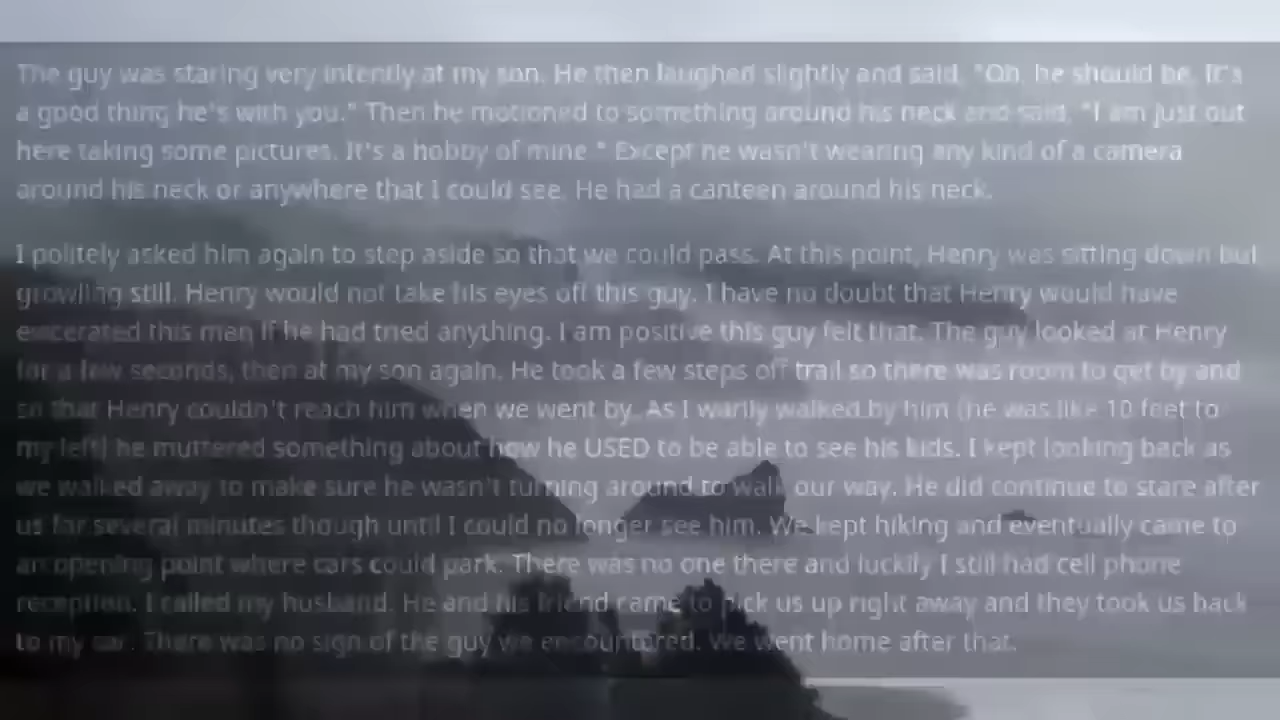 The guy was staring very intently at my son. He then laughed slightly and said, "Oh, he should be. It's
a good thing he's with you." Then he motioned to something around his neck and said, "I am just out
here taking some pictures. It's a hobby of mine." Except he wasn't wearing any kind of a camera
around his neck or anywhere that I could see. He had a canteen around his neck.
I politely asked him again to step aside so that we could pass. At this point, Henry was sitting down but
growling still. Henry would not take his eyes off this guy. I have no doubt that Henry would have
excerated this man if he had tried anything. I am positive this guy felt that. The guy looked at Henry
for a few seconds, then at my son again. He took a few steps off trail so there was room to get by and
so that Henry couldn't reach him when we went by. As I warily walked by him (he was like 10 feet to
my left) he muttered something about how he USED to be able to see his kids. I kept looking back as
we walked away to make sure he wasn't turning around to walk our way. He did continue to stare after
us for several minutes though until I could no longer see him. We kept hiking and eventually came to
an opening point where cars could park. There was no one there and luckily I still had cell phone
reception. I called my husband. He and his friend came to pick us up right away and they took us back
to my car. There was no sign of the guy we encountered. We went home after that.